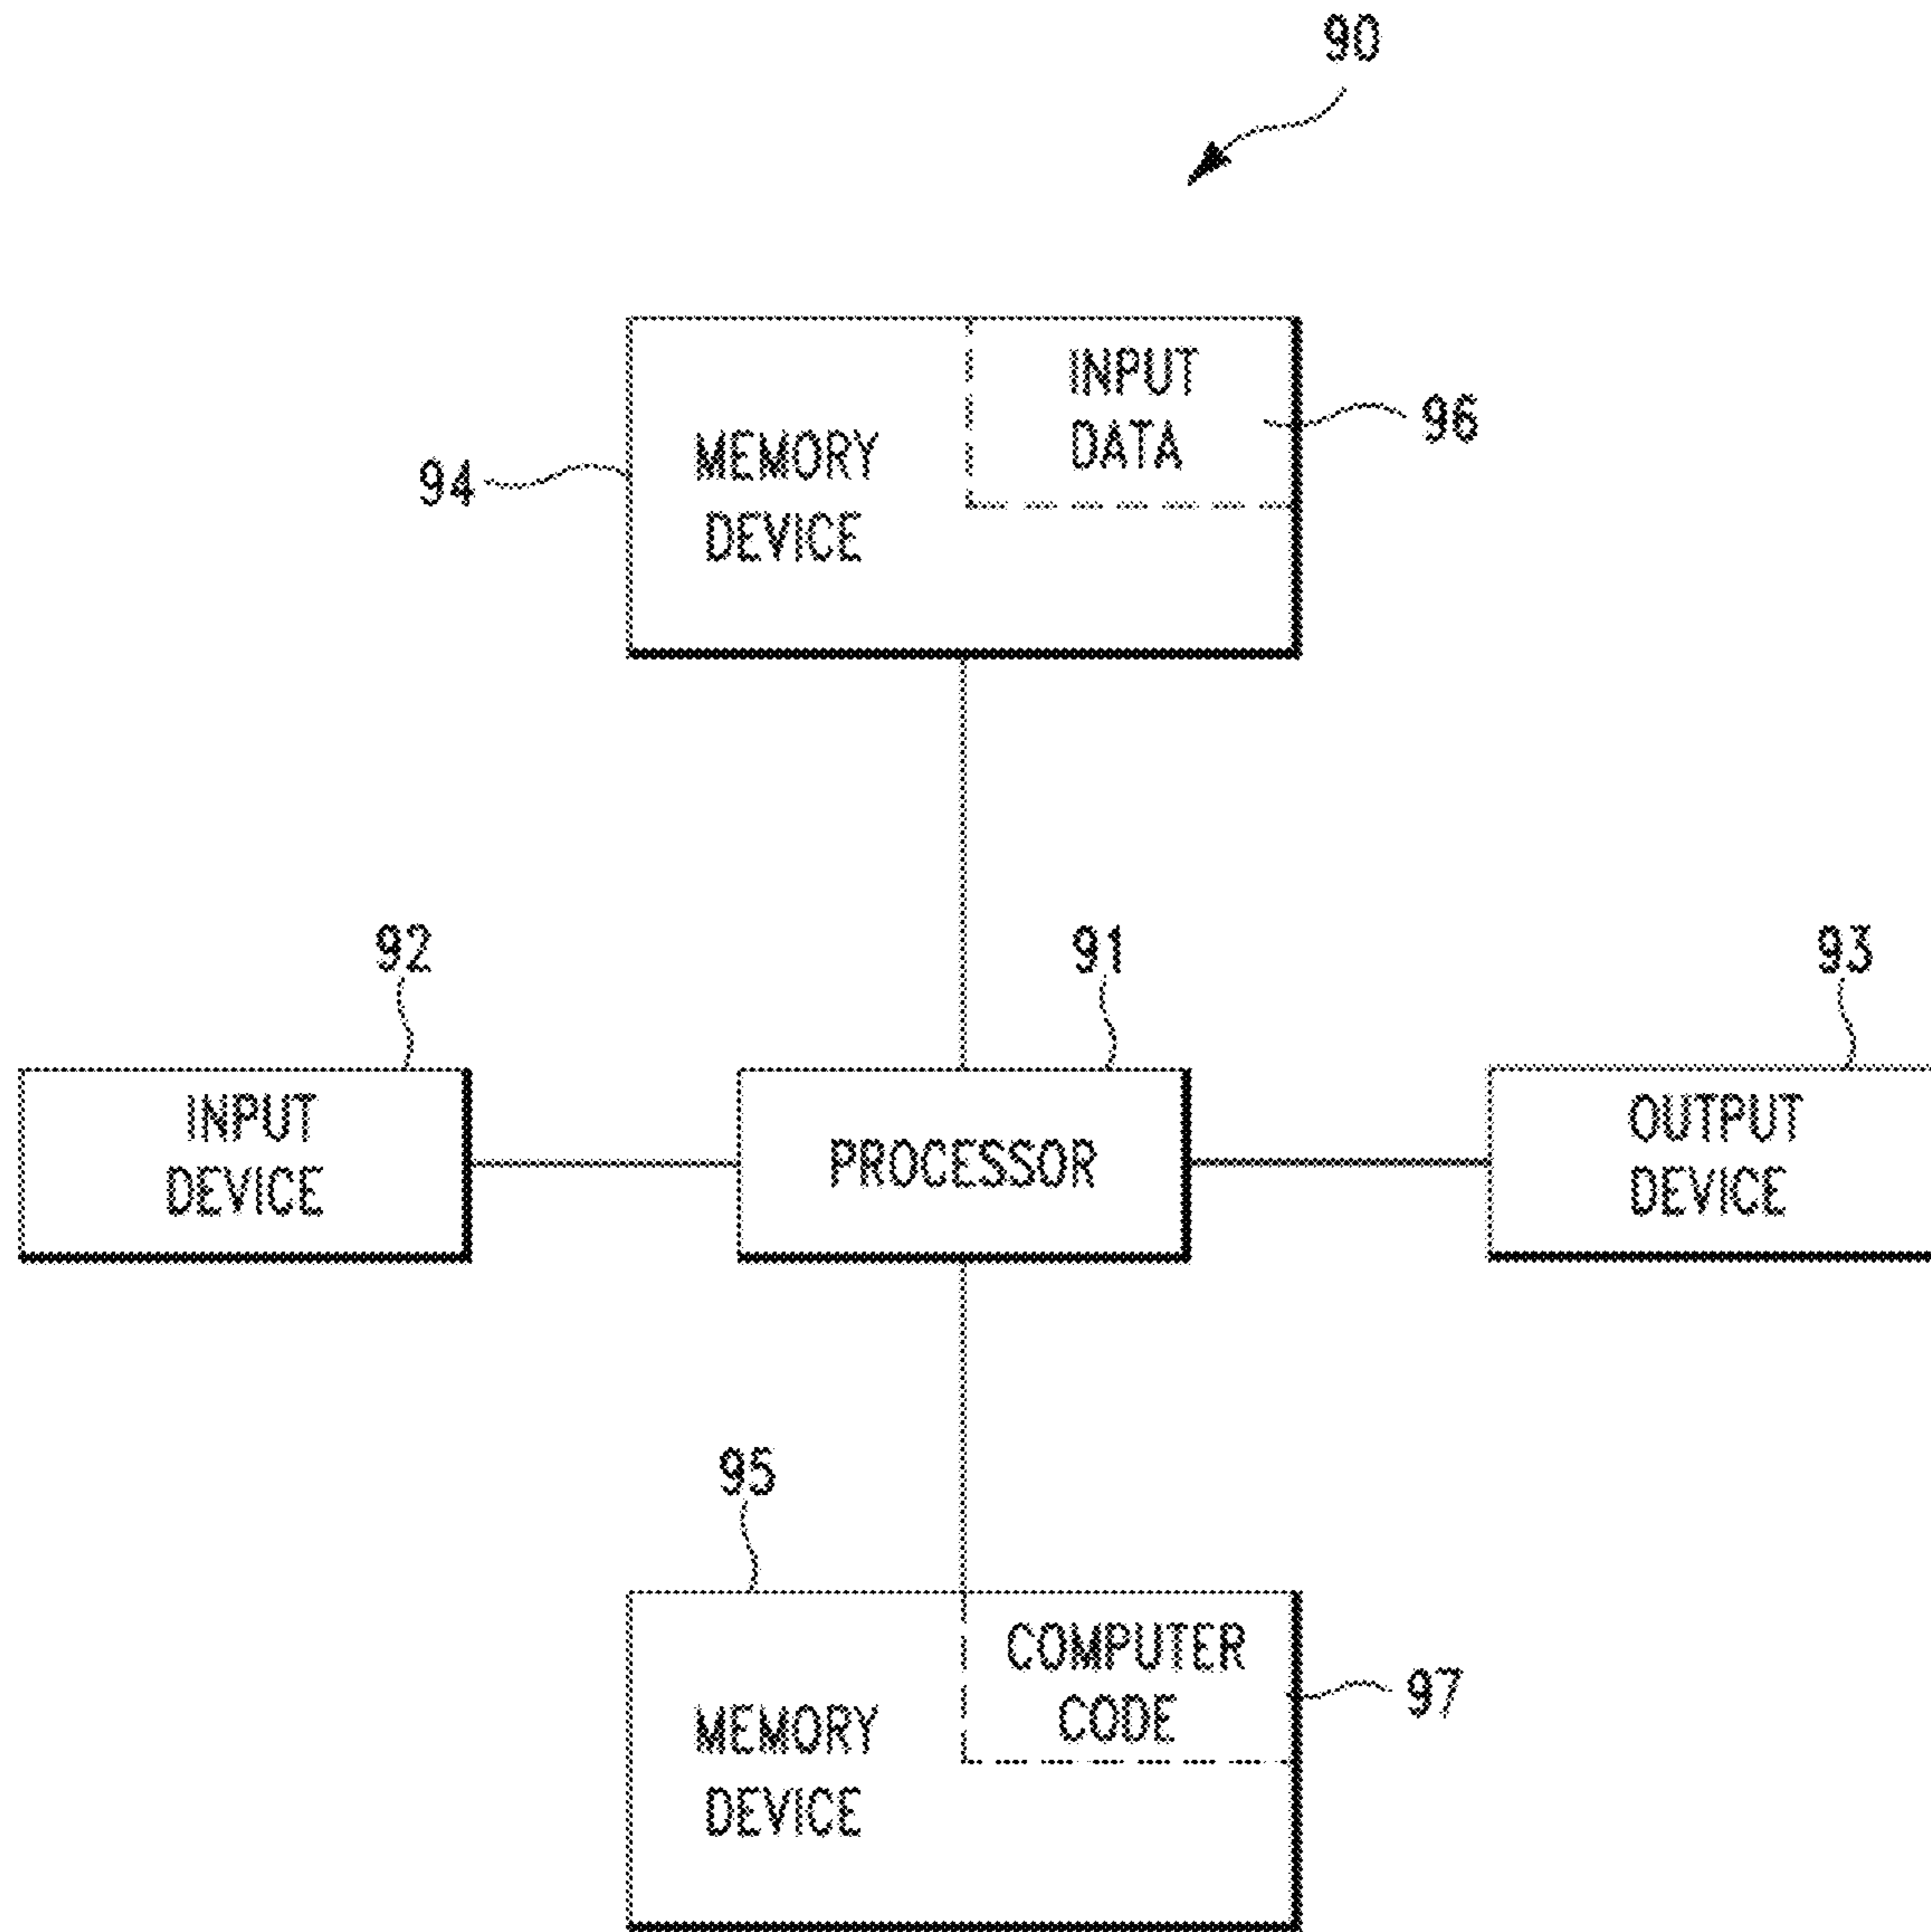 90
INPUT
DATA
96
MEMORY
DEVICE
94
92
91
93
INPUT
DEVICE
PROCESSOR
OUTPUT
DEVICE
95
COMPUTER
CODE
97
MEMORY
DEVICE